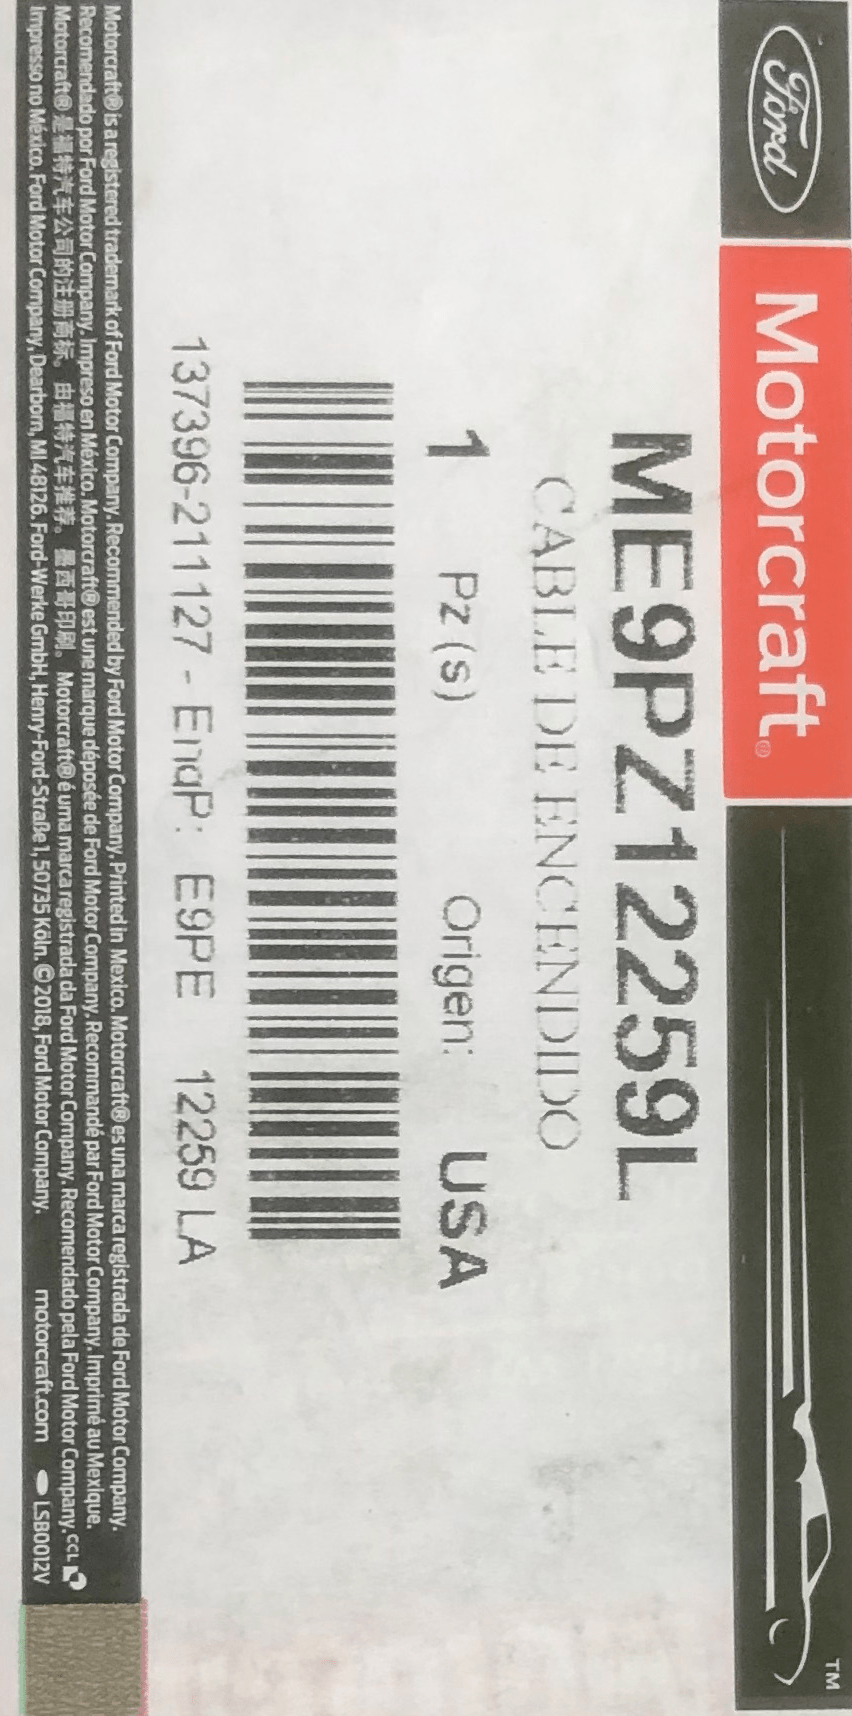 Ford
Motorcraft®
TM
ME9PZ12259L
CABLE DE ENCENDIDO
1 Pz(s) Origen: USA
137396-211127 - EnqP: E9PE 12259 LA
Motorcraft® is a registered trademark of Ford Motor Company. Recommended by Ford Motor Company. Printed in Mexico. Motorcraft® es una marca registrada de Ford Motor Company.
Recomendado por Ford Motor Company. Impreso en México. Motorcraft® est une marque déposée de Ford Motor Company. Recommandé par Ford Motor Company. Imprimé au Mexique.
Motorcraft® 是福特汽车公司的注册商标。由福特汽车推荐。墨西哥印刷。 Motorcraft® é uma marca registrada da Ford Motor Company. Recomendado pela Ford Motor Company. CCL
Impresso no México. Ford Motor Company, Dearborn, MI 48126. Ford-Werke GmbH, Henry-Ford-Straße 1, 50735 Köln. ©2018, Ford Motor Company. motorcraft.com LSB0012V